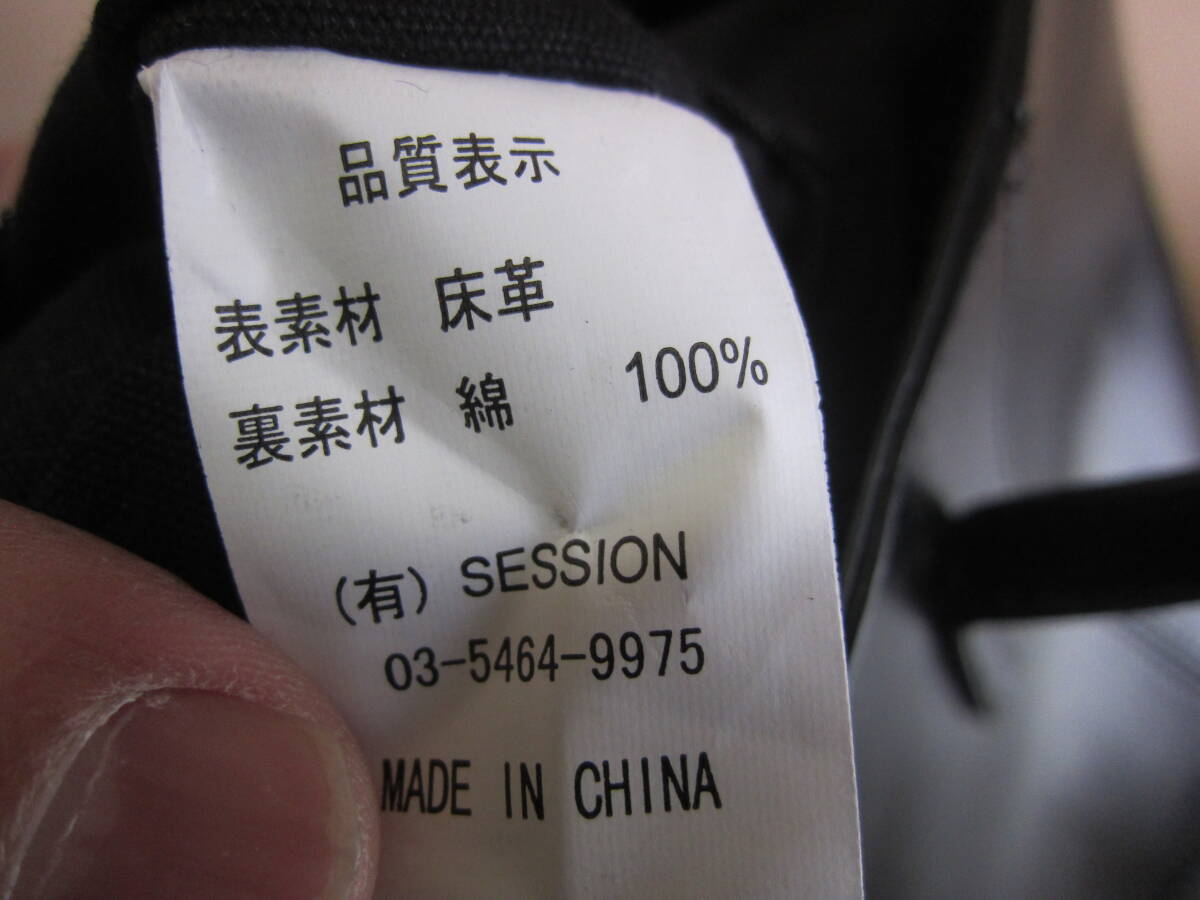 品質表示
表素材 床革
裏素材 綿 100%
(有) SESSION
03-5464-9975
MADE IN CHINA